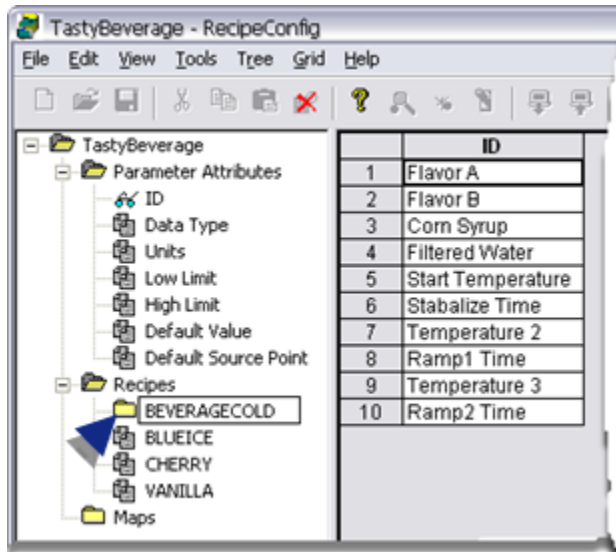 TastyBeverage - RecipeConfig
File Edit View Tools Tree Grid Help
TastyBeverage
Parameter Attributes
ID
Data Type
Units
Low Limit
High Limit
Default Value
Default Source Point
Recipes
BEVERAGECOLD
BLUEICE
CHERRY
VANILLA
Maps
ID
1 Flavor A
2 Flavor B
3 Corn Syrup
4 Filtered Water
5 Start Temperature
6 Stabalize Time
7 Temperature 2
8 Ramp1 Time
9 Temperature 3
10 Ramp2 Time